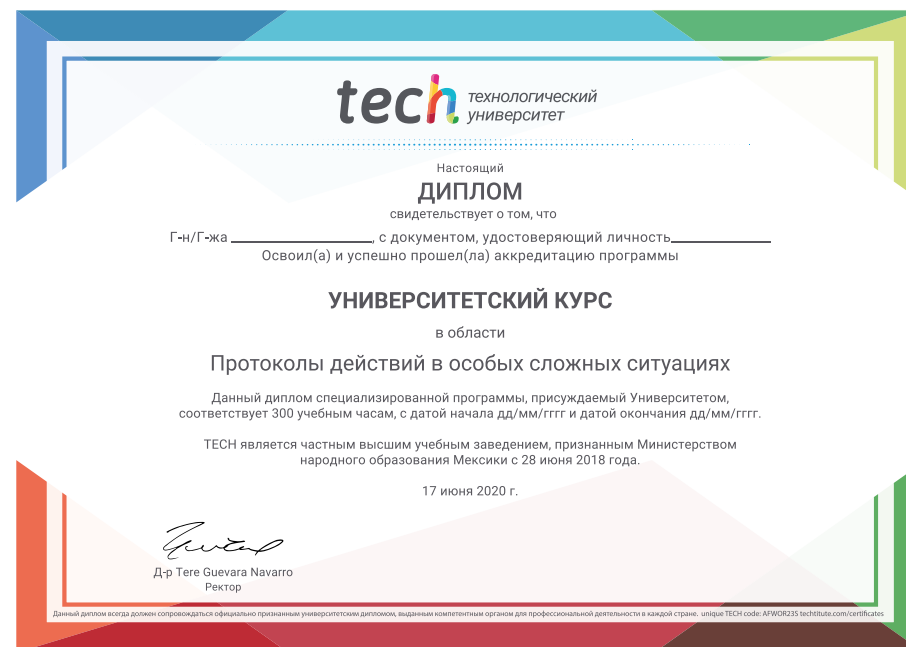 tech технологический
университет
Настоящий
ДИПЛОМ
свидетельствует о том, что
Г-н/Г-жа ____________________, с документом, удостоверяющий личность______________
Освоил(а) и успешно прошел(ла) аккредитацию программы
УНИВЕРСИТЕТСКИЙ КУРС
в области
Протоколы действий в особых сложных ситуациях
Данный диплом специализированной программы, присуждаемый Университетом,
соответствует 300 учебным часам, с датой начала дд/мм/гггг и датой окончания дд/мм/гггг.
TECH является частным высшим учебным заведением, признанным Министерством
народного образования Мексики с 28 июня 2018 года.
17 июня 2020 г.
Д-р Tere Guevara Navarro
Ректор
Данный диплом всегда должен сопровождаться официально признанным университетским дипломом, выданным компетентным органом для профессиональной деятельности в каждой стране. unique TECH code: AFWOR23S techtitute.com/certificates